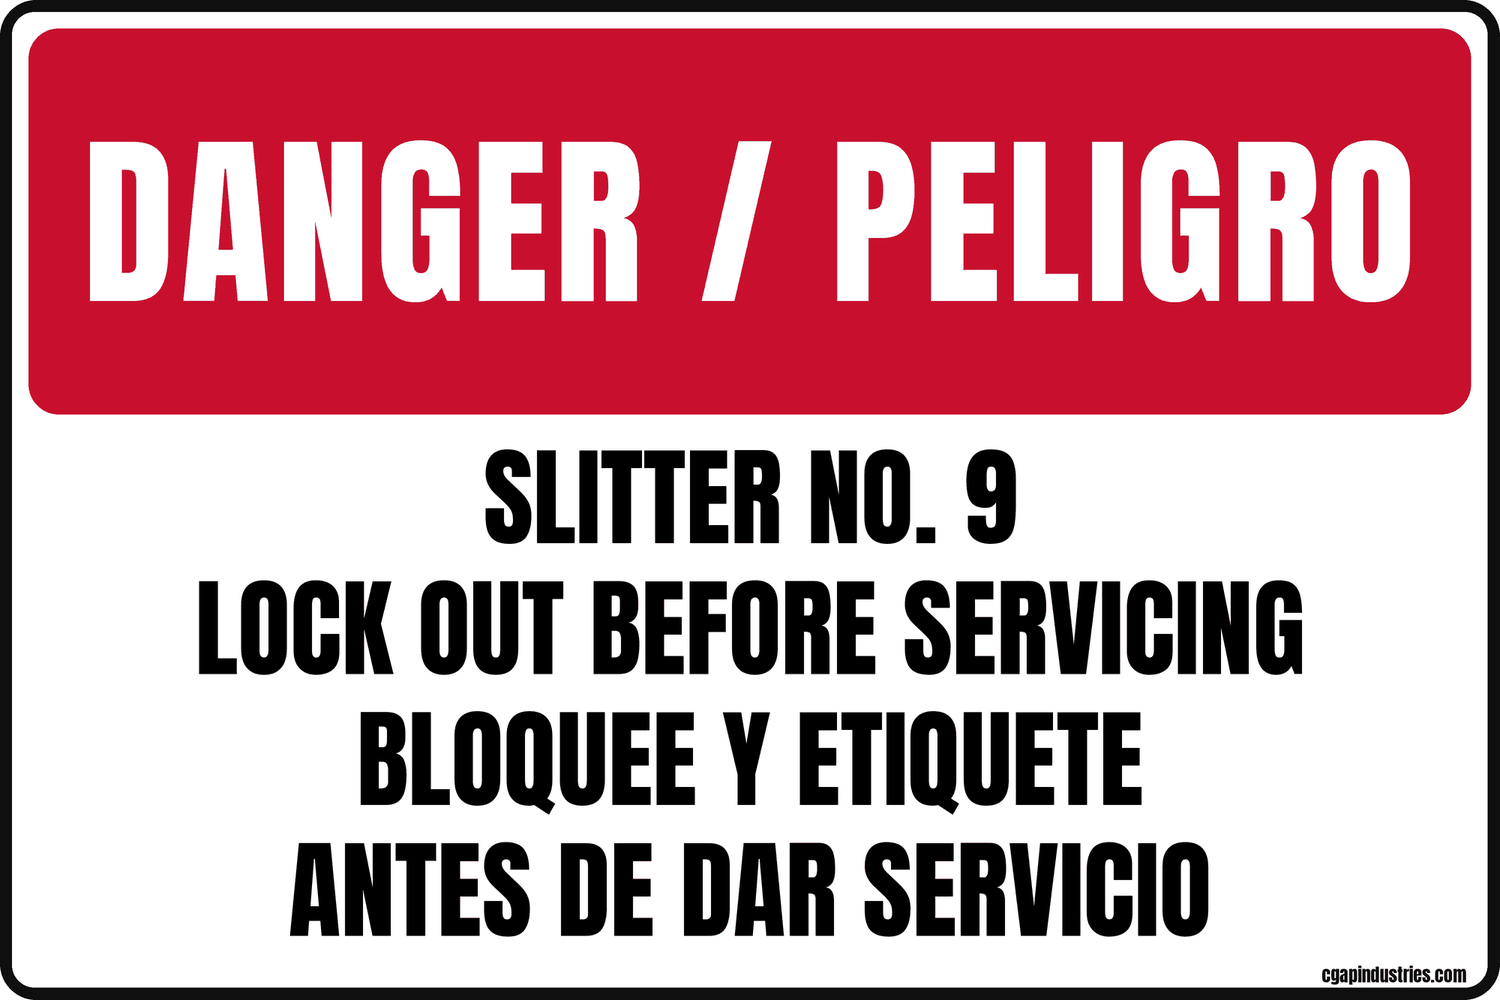 DANGER / PELIGRO
SLITTER NO. 9
LOCK OUT BEFORE SERVICING
BLOQUEE Y ETIQUETE
ANTES DE DAR SERVICIO
cgapindustries.com